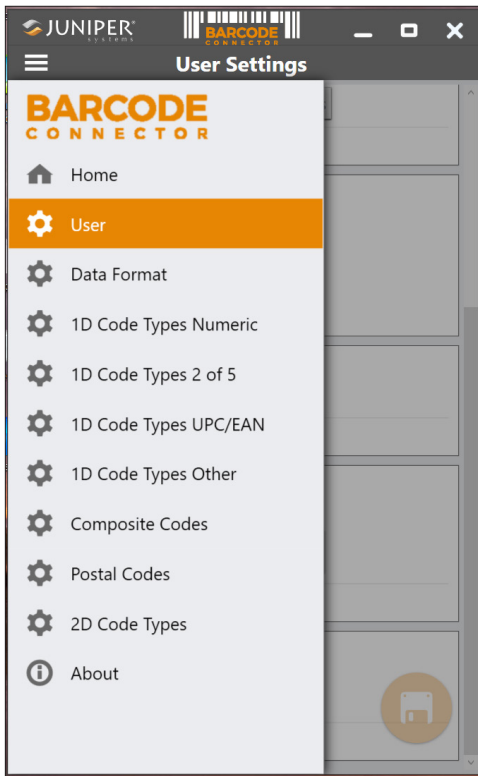 JUNIPER
systems
BARCODE
CONNECTOR
User Settings
BARCODE
CONNECTOR
Home
User
Data Format
1D Code Types Numeric
1D Code Types 2 of 5
1D Code Types UPC/EAN
1D Code Types Other
Composite Codes
Postal Codes
2D Code Types
About